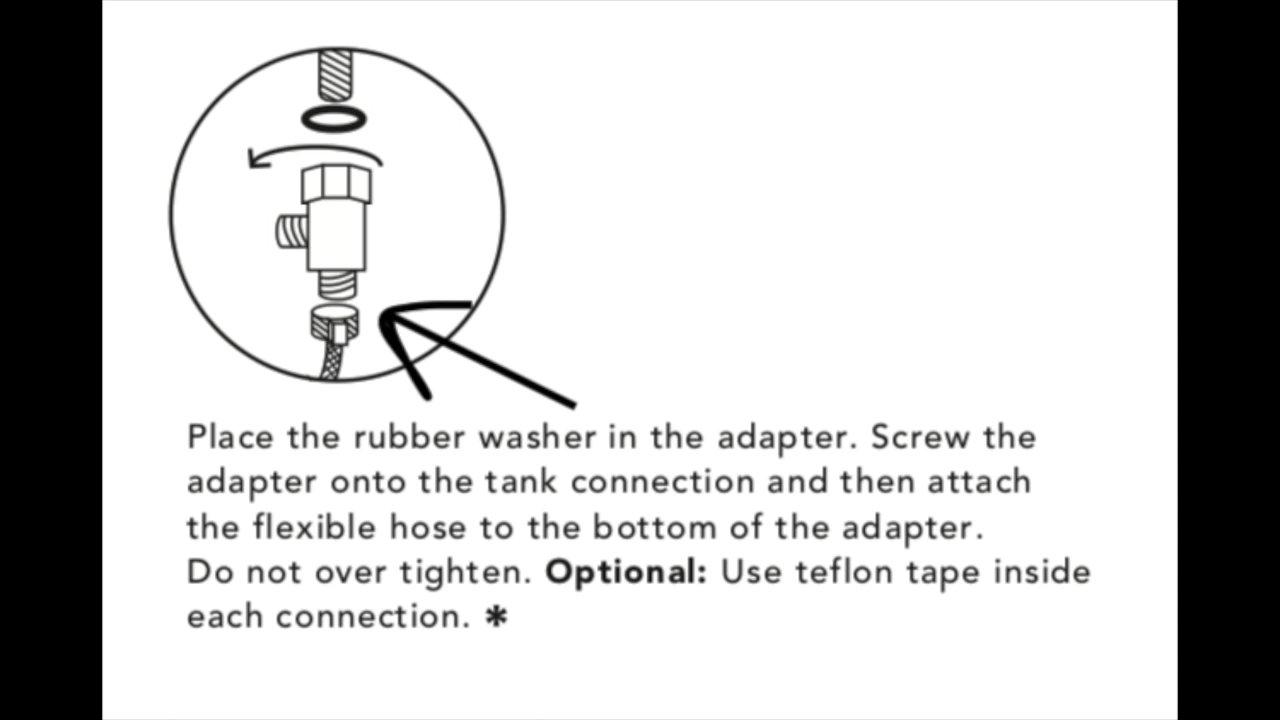 Place the rubber washer in the adapter. Screw the
adapter onto the tank connection and then attach
the flexible hose to the bottom of the adapter.
Do not over tighten. Optional: Use teflon tape inside
each connection. *